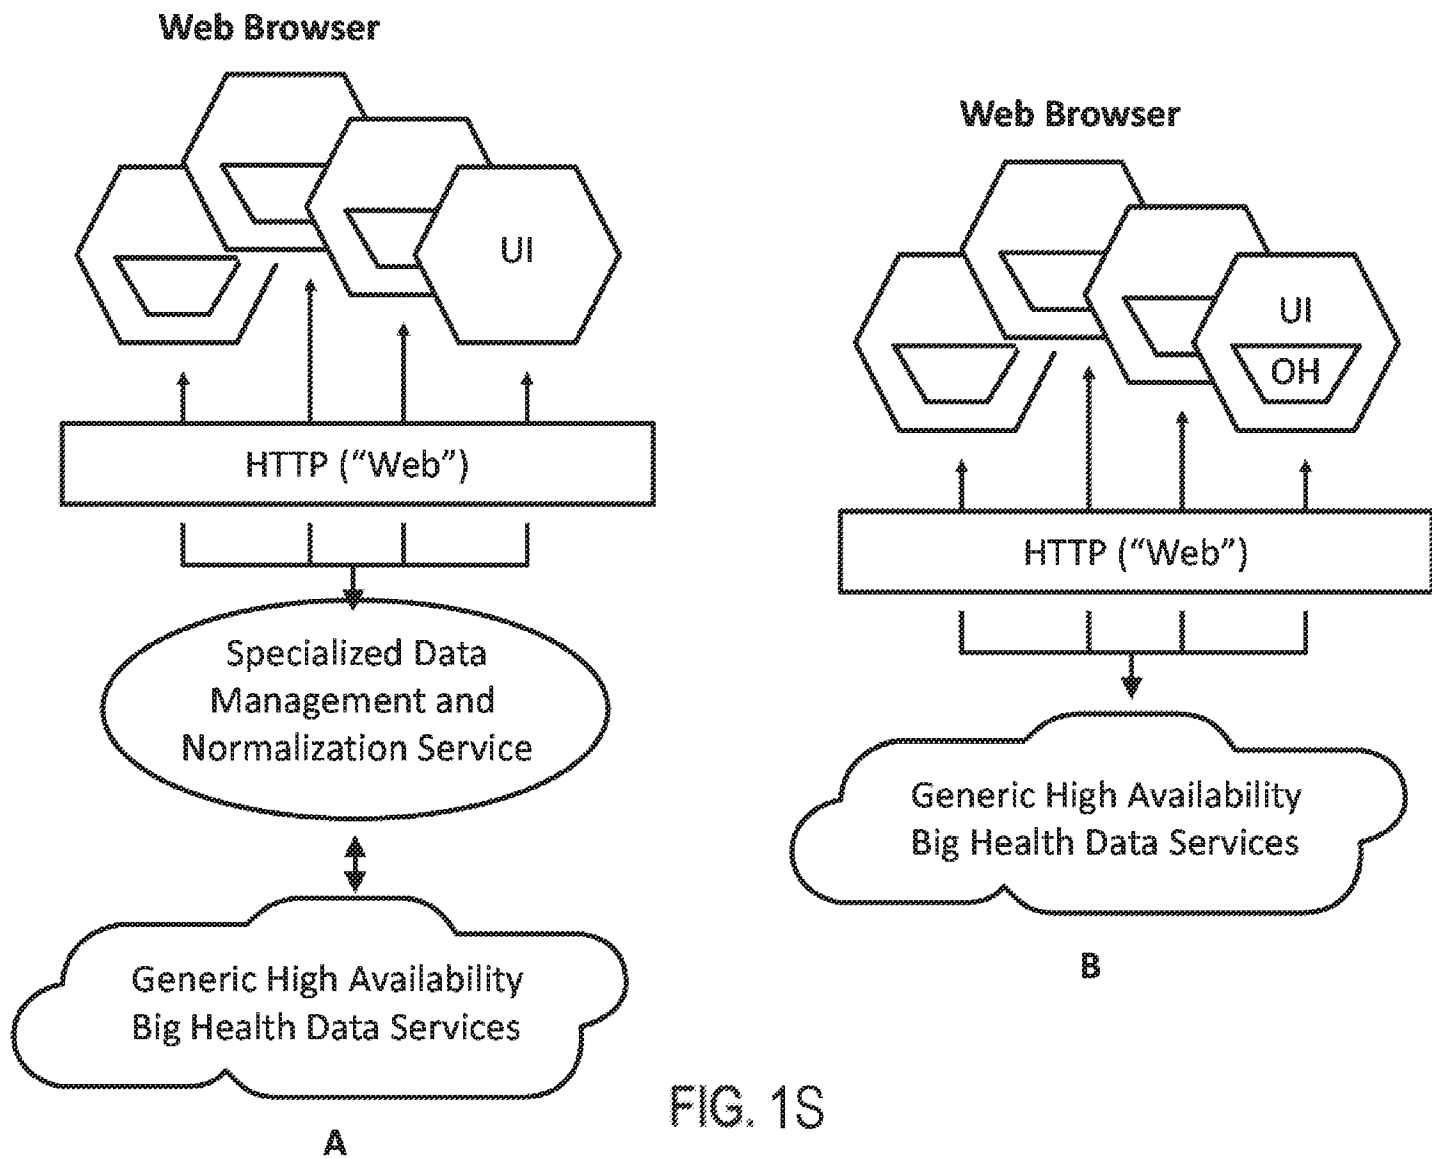 Web Browser
UI
HTTP (“Web”)
Specialized Data
Management and
Normalization Service
Generic High Availability
Big Health Data Services
A
Web Browser
UI
OH
HTTP (“Web”)
Generic High Availability
Big Health Data Services
B
FIG. 1S